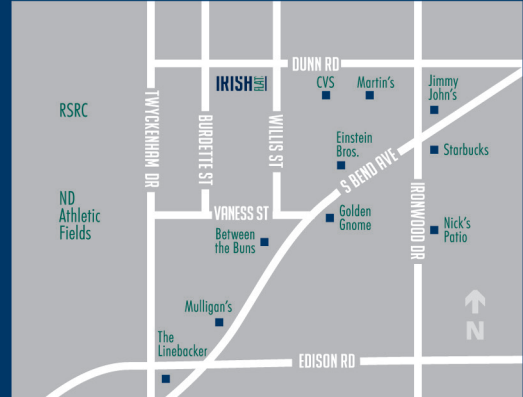 DUNN RD
IRISH
FLATS
CVS
Martin's
Jimmy
John's
RSRC
TWYCKENHAM DR
BURDETTE ST
WILLIS ST
Einstein
Bros.
S BEND AVE
Starbucks
IRONWOOD DR
ND
Athletic
Fields
VANESS ST
Golden
Gnome
Nick's
Patio
Between
the Buns
Mulligan's
N
The
Linebacker
EDISON RD